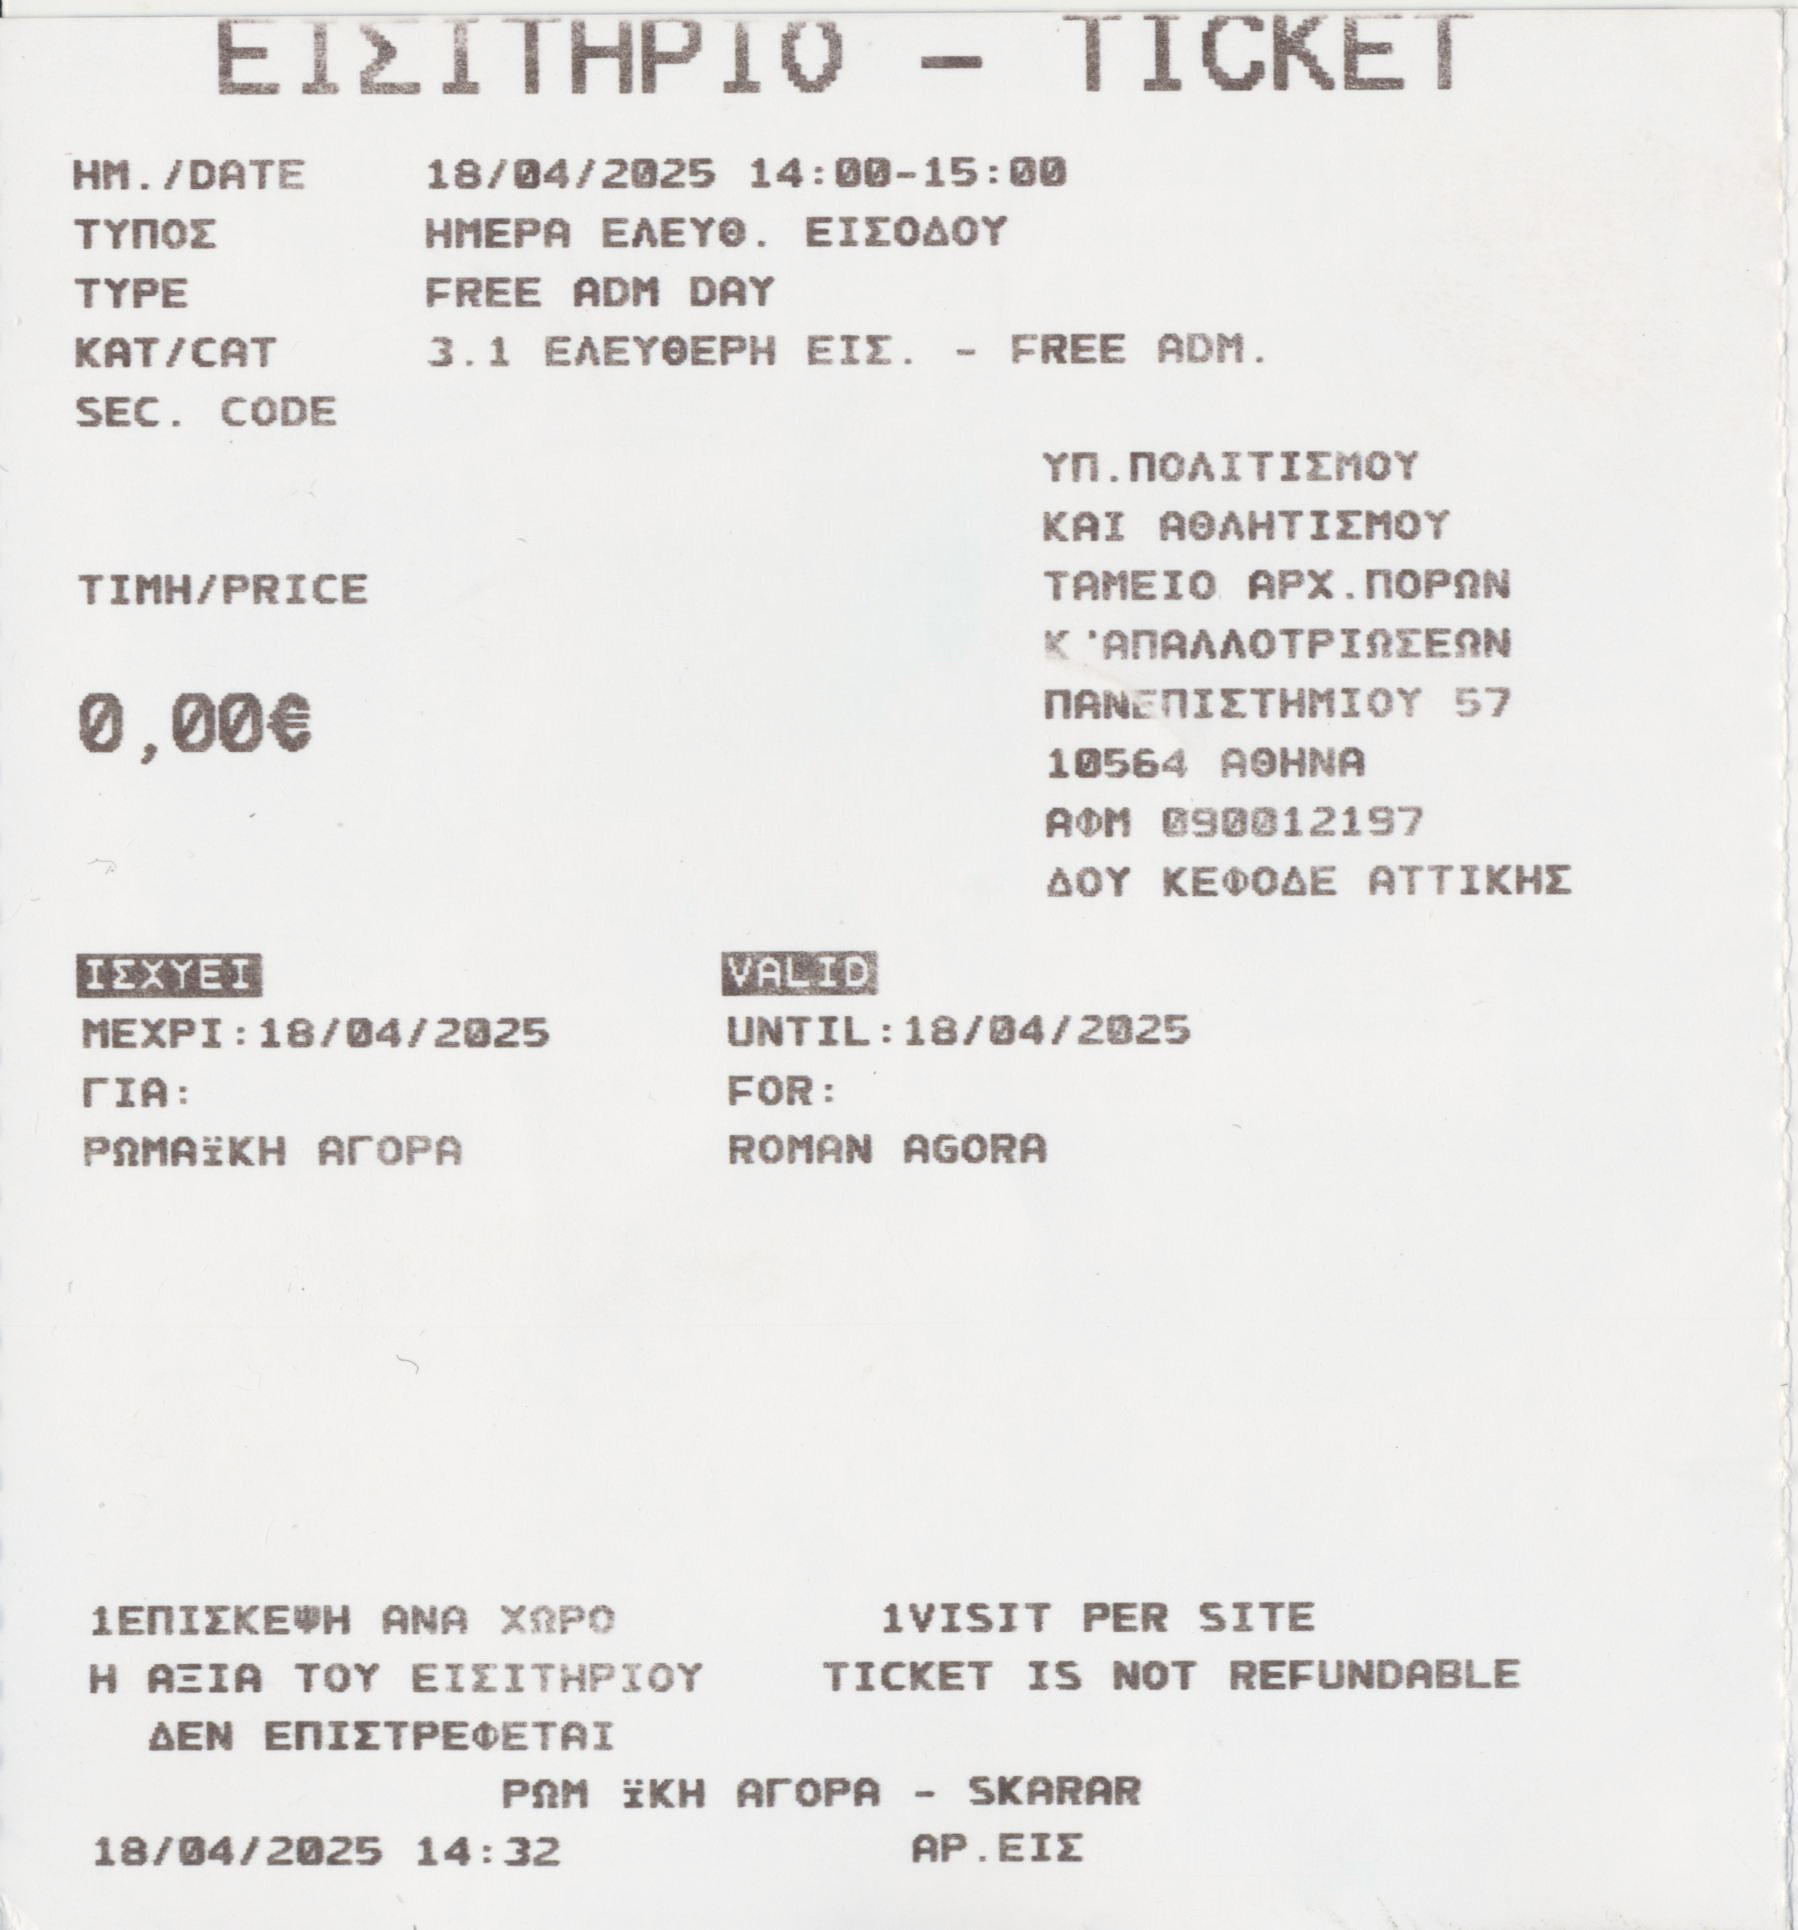 ΕΙΣΙΤΗΡΙΟ - TICKET
ΗΜ./DATE 18/04/2025 14:00-15:00
ΤΥΠΟΣ ΗΜΕΡΑ ΕΛΕΥΘ. ΕΙΣΟΔΟΥ
TYPE FREE ADM DAY
ΚΑΤ/CAT 3.1 ΕΛΕΥΘΕΡΗ ΕΙΣ. - FREE ADM.
SEC. CODE
ΥΠ.ΠΟΛΙΤΙΣΜΟΥ
ΚΑΙ ΑΘΛΗΤΙΣΜΟΥ
ΤΑΜΕΙΟ ΑΡΧ.ΠΟΡΩΝ
Κ'ΑΠΑΛΛΟΤΡΙΩΣΕΩΝ
ΠΑΝΕΠΙΣΤΗΜΙΟΥ 57
10564 ΑΘΗΝΑ
ΑΦΜ 090012197
ΔΟΥ ΚΕΦΟΔΕ ΑΤΤΙΚΗΣ
ΤΙΜΗ/PRICE
0,00€
ΙΣΧΥΕΙ VALID
ΜΕΧΡΙ:18/04/2025 UNTIL:18/04/2025
ΓΙΑ: FOR:
ΡΩΜΑϊΚΗ ΑΓΟΡΑ ROMAN AGORA
1ΕΠΙΣΚΕΨΗ ΑΝΑ ΧΩΡΟ 1VISIT PER SITE
Η ΑΞΙΑ ΤΟΥ ΕΙΣΙΤΗΡΙΟΥ TICKET IS NOT REFUNDABLE
ΔΕΝ ΕΠΙΣΤΡΕΦΕΤΑΙ
ΡΩΜ ϊΚΗ ΑΓΟΡΑ - SKARAR
18/04/2025 14:32 ΑΡ.ΕΙΣ